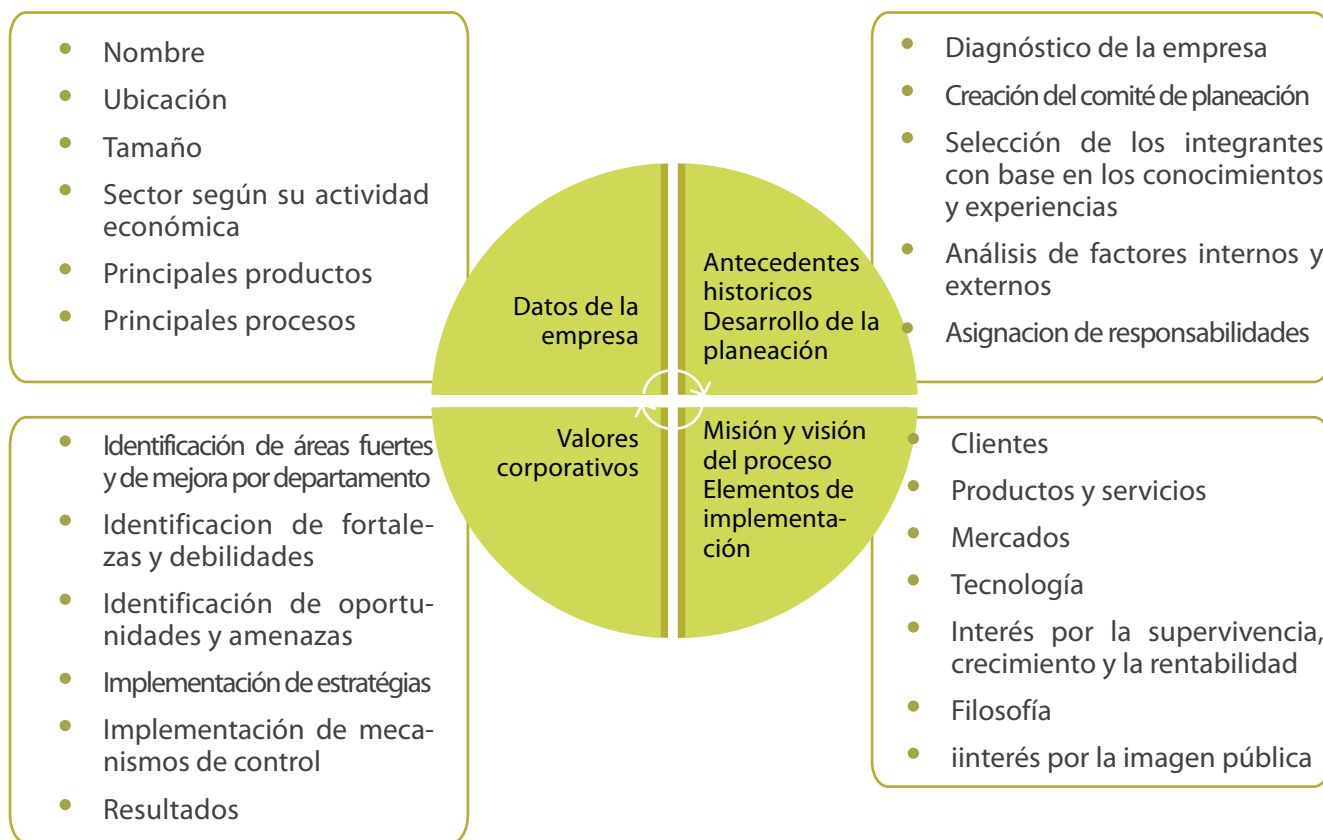 Nombre
Ubicación
Tamaño
Sector según su actividad
económica
Principales productos
Principales procesos
Diagnóstico de la empresa
Creación del comité de planeación
Selección de los integrantes
con base en los conocimientos
y experiencias
Análisis de factores internos y
externos
Asignacion de responsabilidades
Datos de la
empresa
Antecedentes
historicos
Desarrollo de la
planeación
Valores
corporativos
Misión y visión
del proceso
Elementos de
implementa-
ción
Identificación de áreas fuertes
y de mejora por departamento
Identificacion de fortale-
zas y debilidades
Identificación de oportu-
nidades y amenazas
Implementación de estratégias
Implementación de meca-
nismos de control
Resultados
Clientes
Productos y servicios
Mercados
Tecnología
Interés por la supervivencia,
crecimiento y la rentabilidad
Filosofía
iinterés por la imagen pública